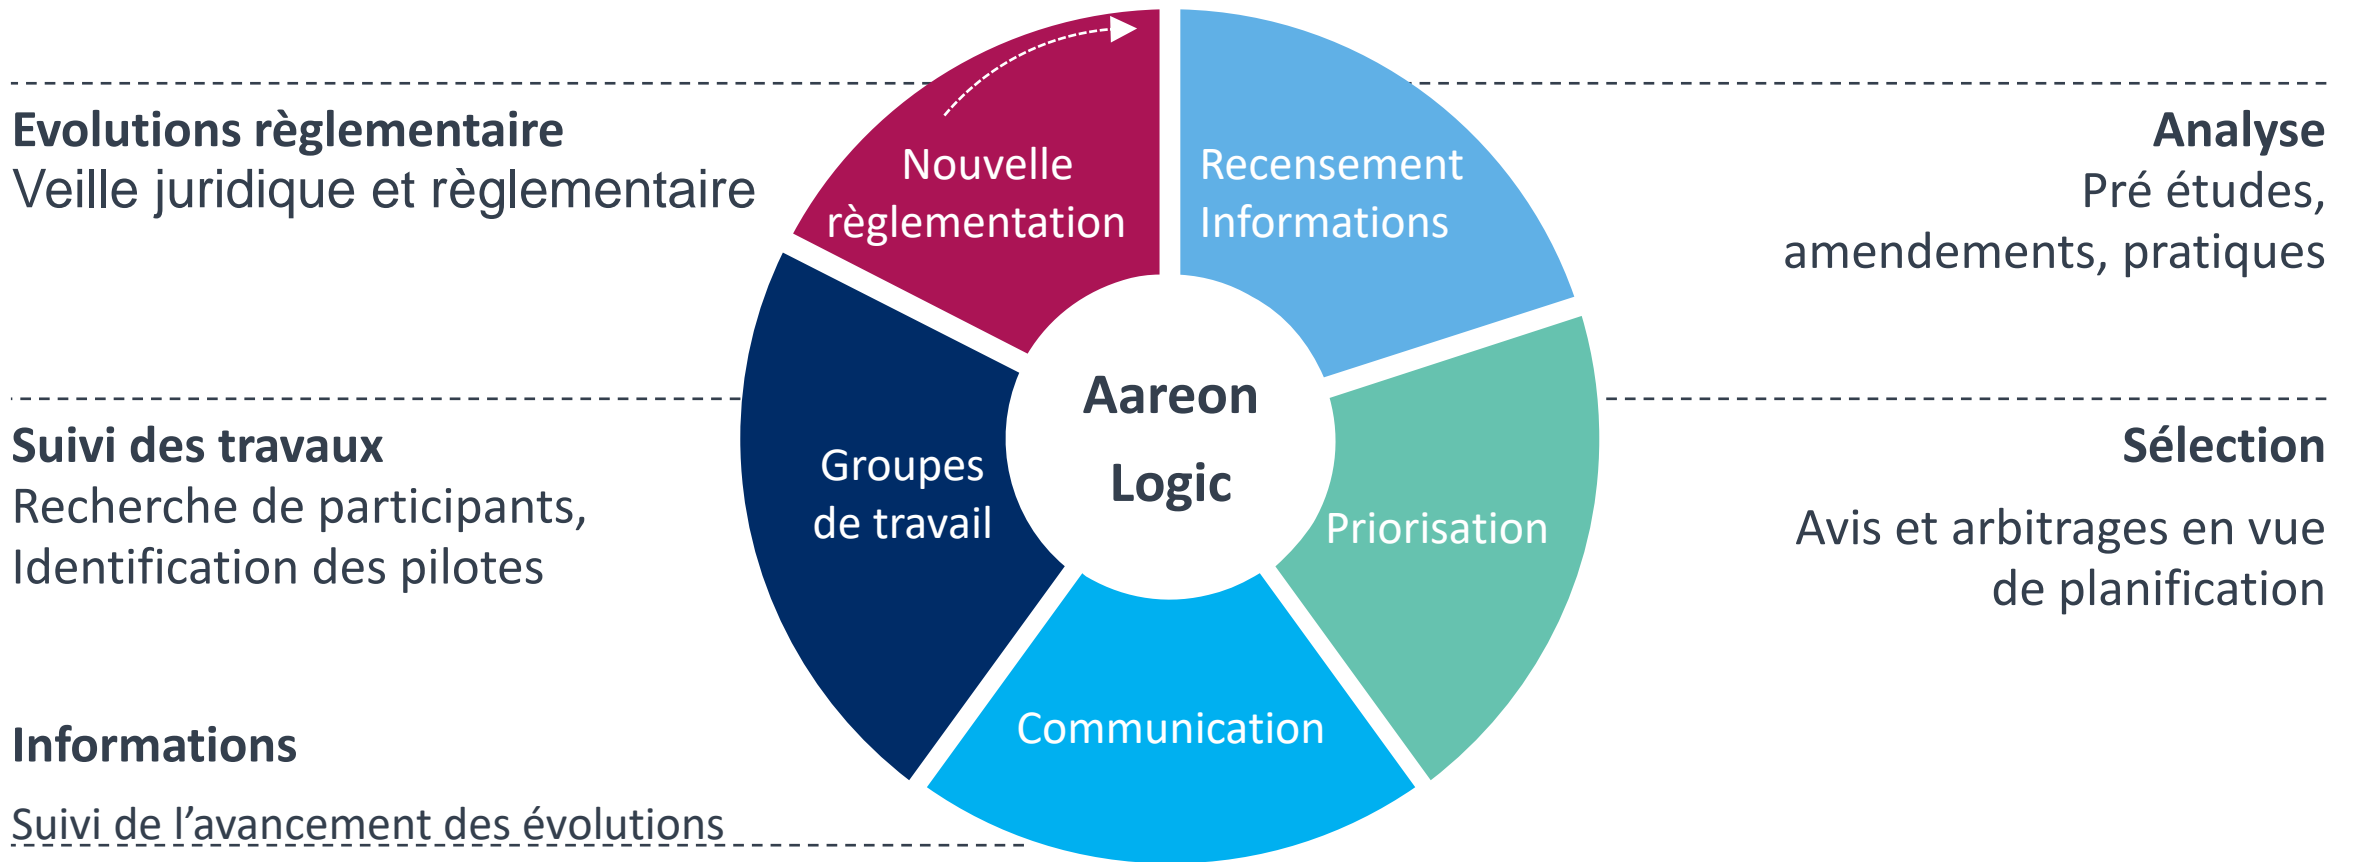 Evolutions règlementaire
Veille juridique et règlementaire
Nouvelle
règlementation
Recensement
Informations
Analyse
Pré études,
amendements, pratiques
Aareon
Logic
Suivi des travaux
Recherche de participants,
Identification des pilotes
Groupes
de travail
Priorisation
Sélection
Avis et arbitrages en vue
de planification
Informations
Suivi de l’avancement des évolutions
Communication